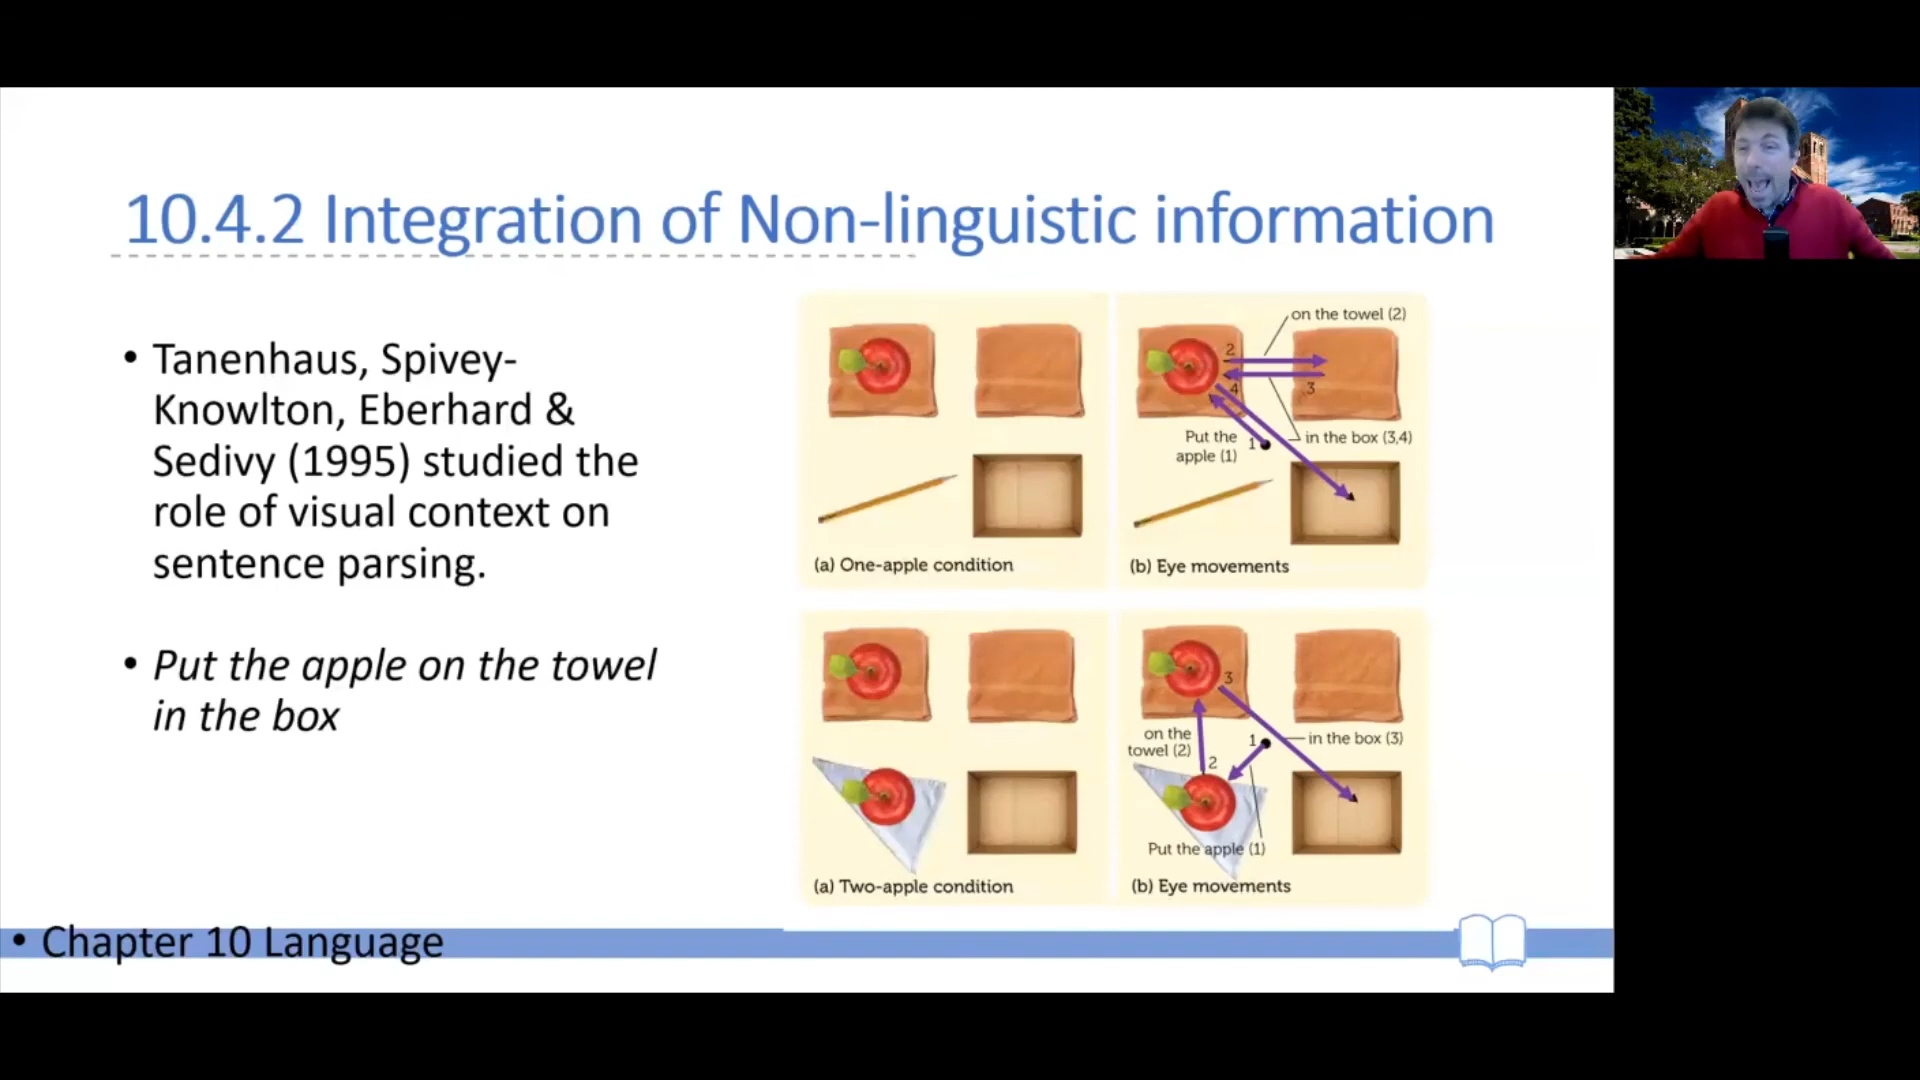 10.4.2 Integration of Non-linguistic information
• Tanenhaus, Spivey-
Knowlton, Eberhard &
Sedivy (1995) studied the
role of visual context on
sentence parsing.
• Put the apple on the towel
in the box
(a) One-apple condition
on the towel (2)
2
3
4
Put the
apple (1)
1
in the box (3,4)
(b) Eye movements
(a) Two-apple condition
3
on the
towel (2)
1
in the box (3)
2
Put the apple (1)
(b) Eye movements
• Chapter 10 Language